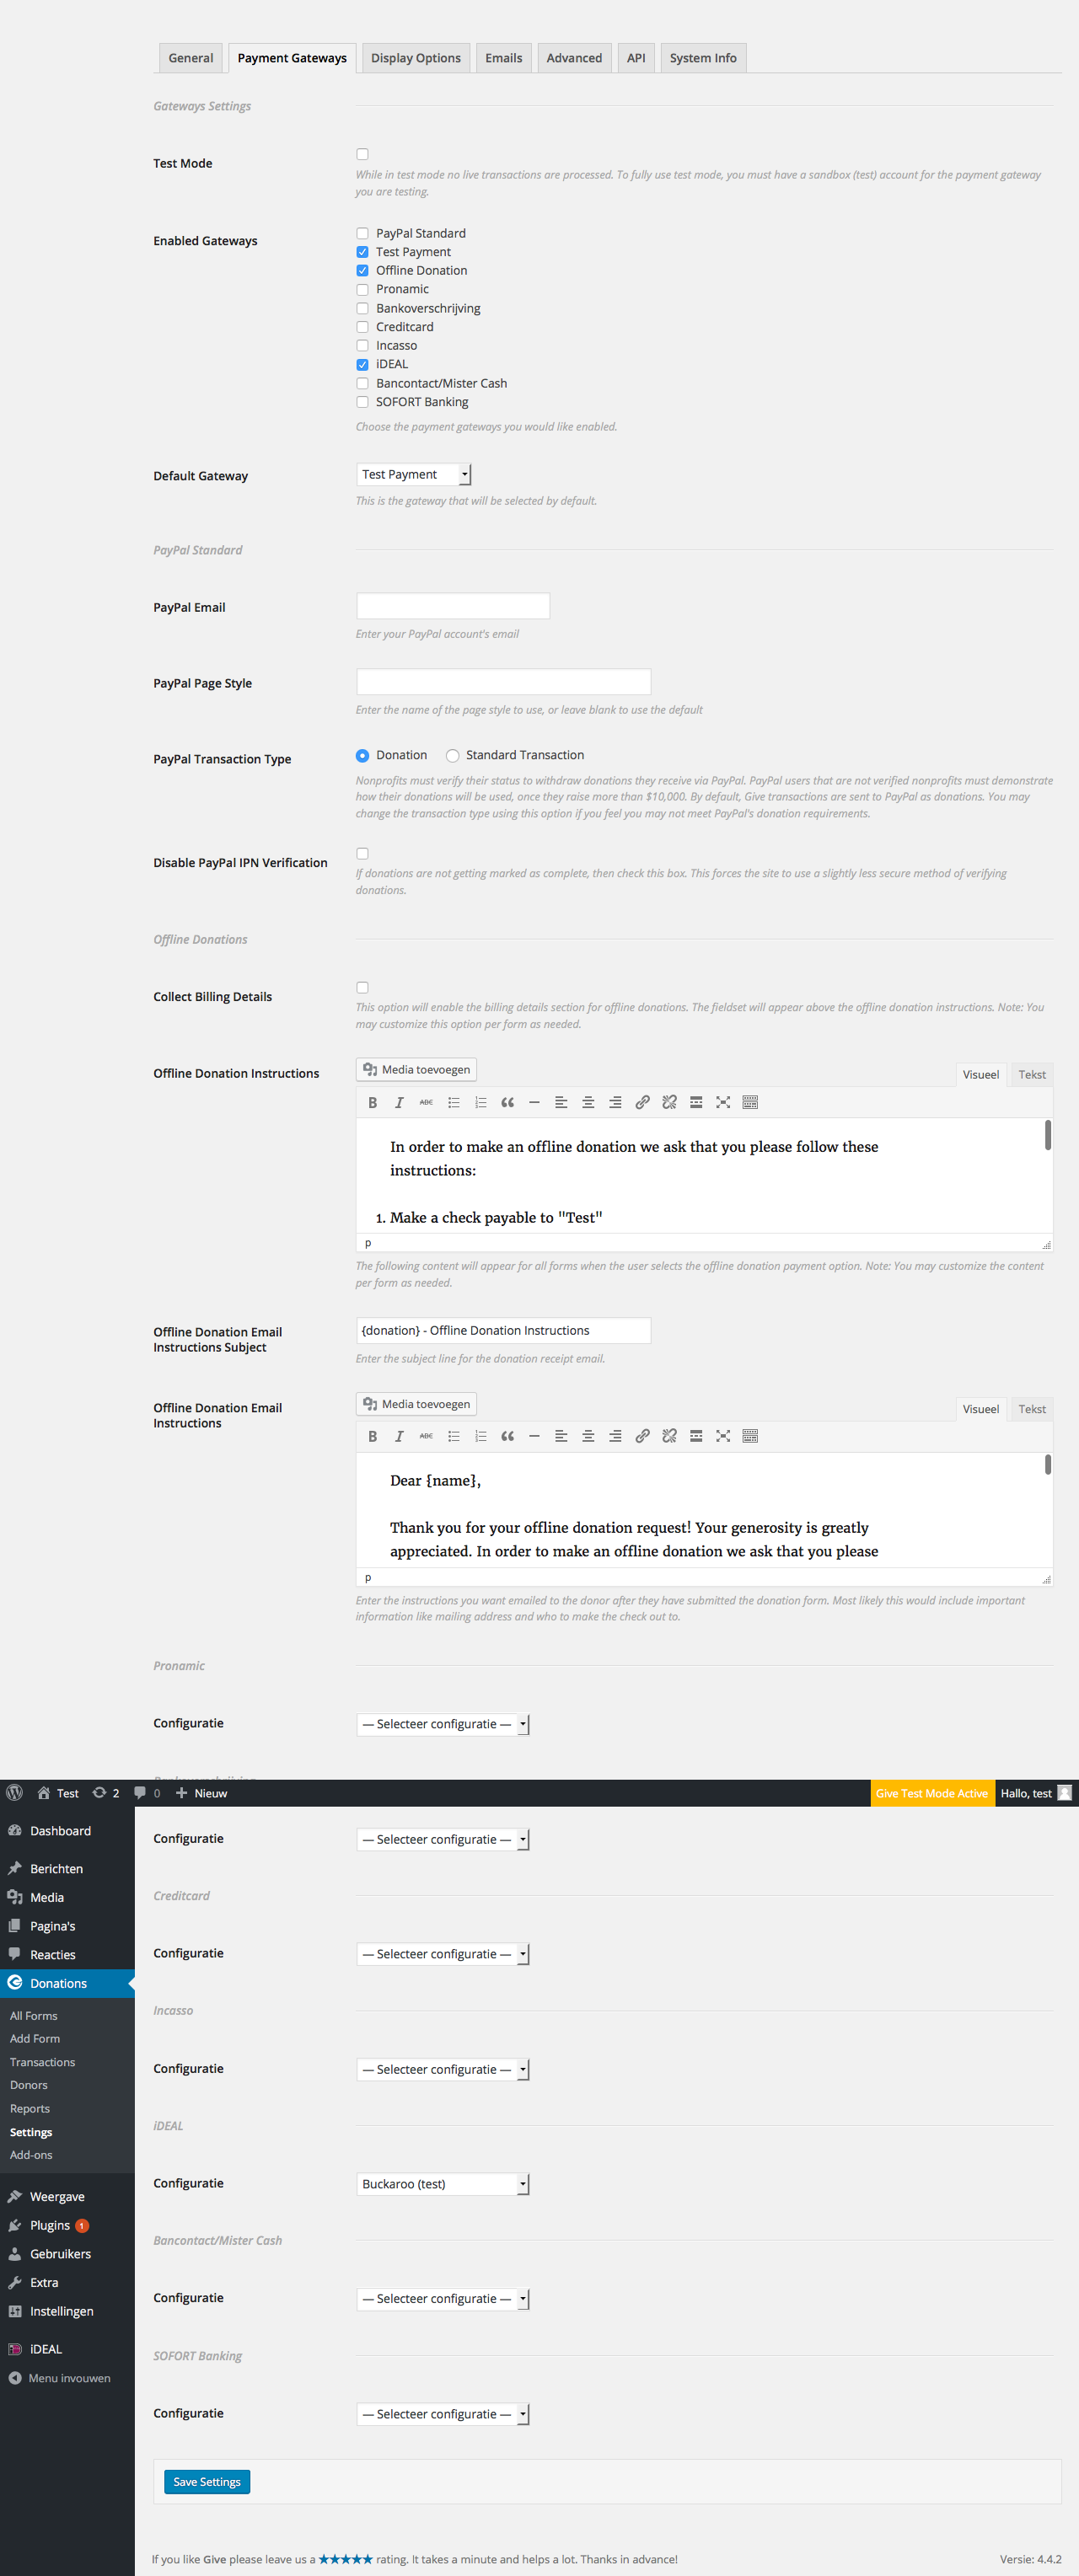 General Payment Gateways Display Options Emails Advanced API System Info
Gateways Settings
Test Mode
While in test mode no live transactions are processed. To fully use test mode, you must have a sandbox (test) account for the payment gateway
you are testing.
Enabled Gateways
PayPal Standard
Test Payment
Offline Donation
Pronamic
Bankoverschrijving
Creditcard
Incasso
iDEAL
Bancontact/Mister Cash
SOFORT Banking
Choose the payment gateways you would like enabled.
Default Gateway
Test Payment
This is the gateway that will be selected by default.
PayPal Standard
PayPal Email
Enter your PayPal account's email
PayPal Page Style
Enter the name of the page style to use, or leave blank to use the default
PayPal Transaction Type
Donation Standard Transaction
Nonprofits must verify their status to withdraw donations they receive via PayPal. PayPal users that are not verified nonprofits must demonstrate
how their donations will be used, once they raise more than $10,000. By default, Give transactions are sent to PayPal as donations. You may
change the transaction type using this option if you feel you may not meet PayPal's donation requirements.
Disable PayPal IPN Verification
If donations are not getting marked as complete, then check this box. This forces the site to use a slightly less secure method of verifying
donations.
Offline Donations
Collect Billing Details
This option will enable the billing details section for offline donations. The fieldset will appear above the offline donation instructions. Note: You
may customize this option per form as needed.
Offline Donation Instructions
Media toevoegen
Visueel Tekst
B I ABC
In order to make an offline donation we ask that you please follow these
instructions:
1. Make a check payable to "Test"
p
The following content will appear for all forms when the user selects the offline donation payment option. Note: You may customize the content
per form as needed.
Offline Donation Email
Instructions Subject
{donation} - Offline Donation Instructions
Enter the subject line for the donation receipt email.
Offline Donation Email
Instructions
Media toevoegen
Visueel Tekst
B I ABC
Dear {name},
Thank you for your offline donation request! Your generosity is greatly
appreciated. In order to make an offline donation we ask that you please
p
Enter the instructions you want emailed to the donor after they have submitted the donation form. Most likely this would include important
information like mailing address and who to make the check out to.
Pronamic
Configuratie
— Selecteer configuratie —
Test 2 0 Nieuw Give Test Mode Active Hallo, test
Dashboard
Berichten
Media
Pagina's
Reacties
Donations
All Forms
Add Form
Transactions
Donors
Reports
Settings
Add-ons
Weergave
Plugins 1
Gebruikers
Extra
Instellingen
iDEAL
Menu invouwen
Configuratie
— Selecteer configuratie —
Creditcard
Configuratie
— Selecteer configuratie —
Incasso
Configuratie
— Selecteer configuratie —
iDEAL
Configuratie
Buckaroo (test)
Bancontact/Mister Cash
Configuratie
— Selecteer configuratie —
SOFORT Banking
Configuratie
— Selecteer configuratie —
Save Settings
If you like Give please leave us a ★★★★★ rating. It takes a minute and helps a lot. Thanks in advance!
Versie: 4.4.2